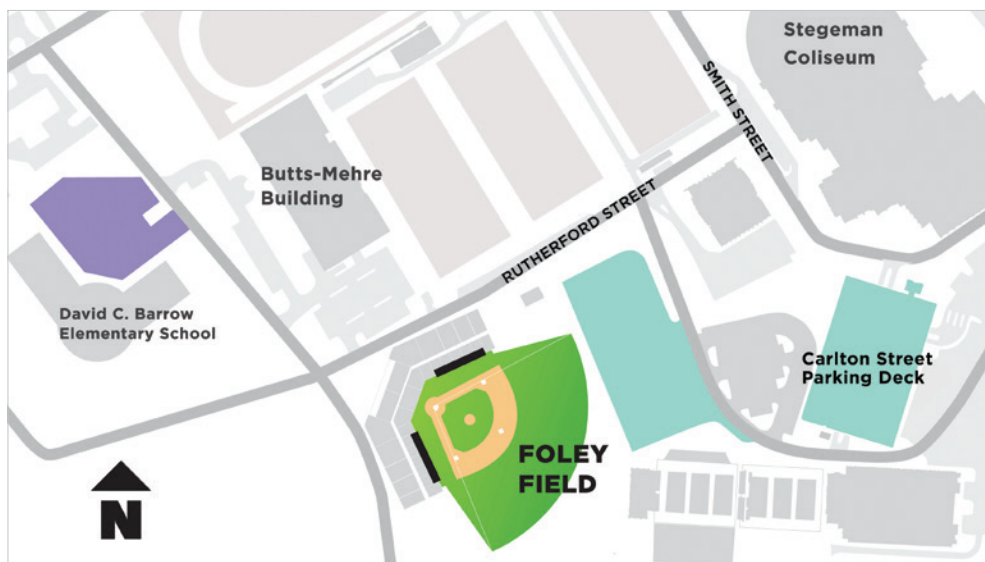 Stegeman
Coliseum
SMITH STREET
Butts-Mehre
Building
RUTHERFORD STREET
David C. Barrow
Elementary School
Carlton Street
Parking Deck
FOLEY
FIELD
N